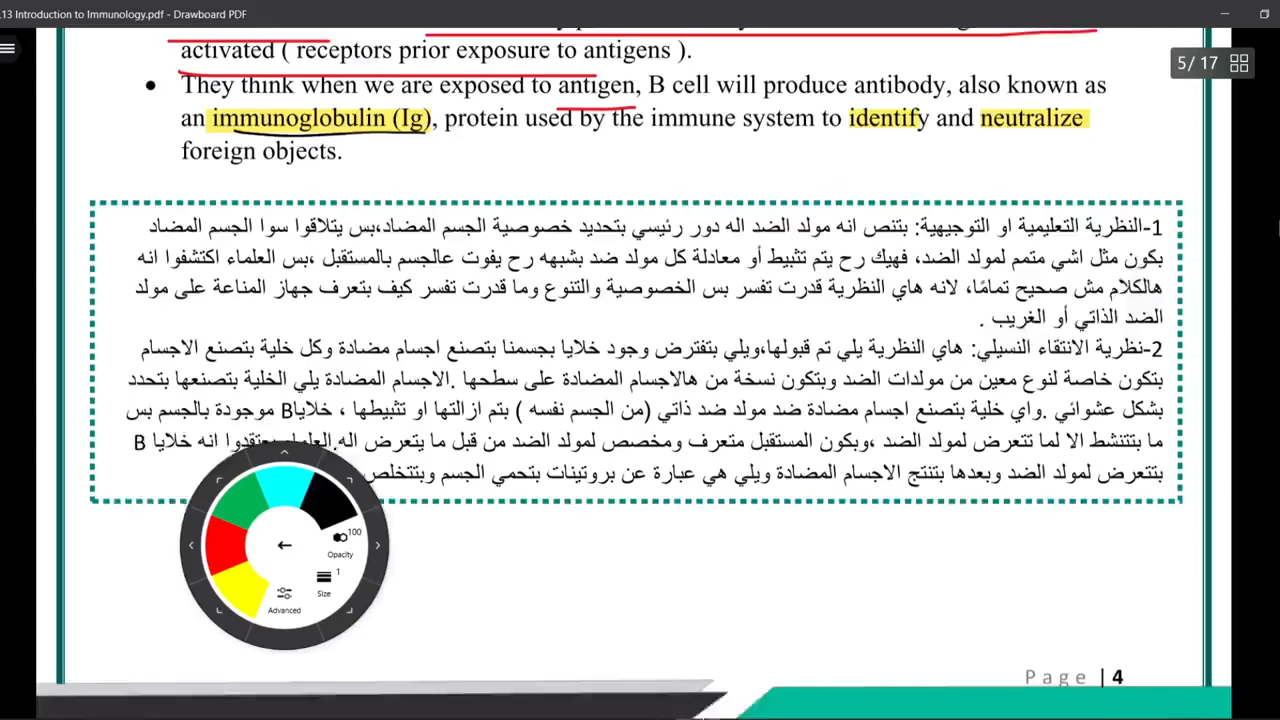 .13 Introduction to Immunology.pdf - Drawboard PDF
5/ 17
activated ( receptors prior exposure to antigens ).
• They think when we are exposed to antigen, B cell will produce antibody, also known as
an immunoglobulin (Ig), protein used by the immune system to identify and neutralize
foreign objects.
1-النظرية التعليمية او التوجيهية: بتنص انه مولد الضد اله دور رئيسي بتحديد خصوصية الجسم المضاد،بس يتلاقوا سوا الجسم المضاد
بكون مثل اشي متمم لمولد الضد، فهيك رح يتم تثبيط أو معادلة كل مولد ضد بشبهه رح يفوت عالجسم بالمستقبل ،بس العلماء اكتشفوا انه
هالكلام مش صحيح تمامًا، لانه هاي النظرية قدرت تفسر بس الخصوصية والتنوع وما قدرت تفسر كيف بتعرف جهاز المناعة على مولد
الضد الذاتي أو الغريب .
2-نظرية الانتقاء النسيلي: هاي النظرية يلي تم قبولها،ويلي بتفترض وجود خلايا بجسمنا بتصنع اجسام مضادة وكل خلية بتصنع الاجسام
بتكون خاصة لنوع معين من مولدات الضد وبتكون نسخة من هالاجسام المضادة على سطحها .الاجسام المضادة يلي الخلية بتصنعها بتحدد
بشكل عشوائي .واي خلية بتصنع اجسام مضادة ضد مولد ضد ذاتي (من الجسم نفسه ) بتم ازالتها او تثبيطها ، خلاياB موجودة بالجسم بس
ما بتتنشط الا لما تتعرض لمولد الضد ،وبكون المستقبل متعرف ومخصص لمولد الضد من قبل ما يتعرض اله.العلماء بعتقدوا انه خلايا B
بتتعرض لمولد الضد وبعدها بتنتج الاجسام المضادة ويلي هي عبارة عن بروتينات بتحمي الجسم وبتتخلص
100
Opacity
1
Size
Advanced
Page | 4